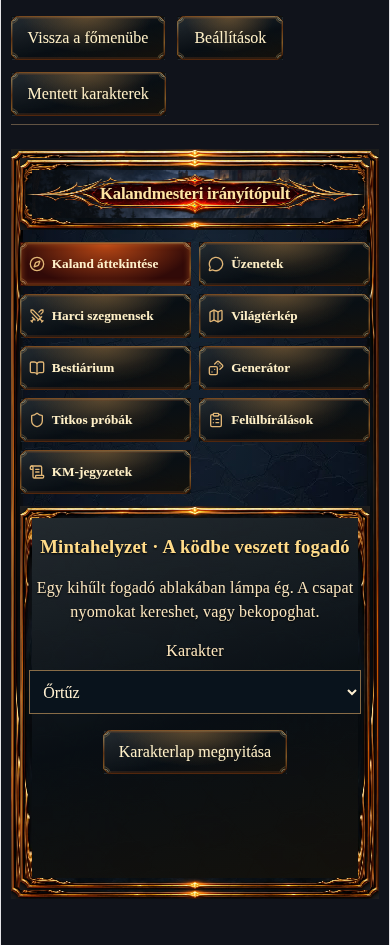 Vissza a főmenübe
Beállítások
Mentett karakterek
Kalandmesteri irányítópult
Kaland áttekintése
Üzenetek
Harci szegmensek
Világtérkép
Bestiárium
Generátor
Titkos próbák
Felülbírálások
KM-jegyzetek
Mintahelyzet · A ködbe veszett fogadó
Egy kihűlt fogadó ablakában lámpa ég. A csapat
nyomokat kereshet, vagy bekopoghat.
Karakter
Őrtűz
Karakterlap megnyitása